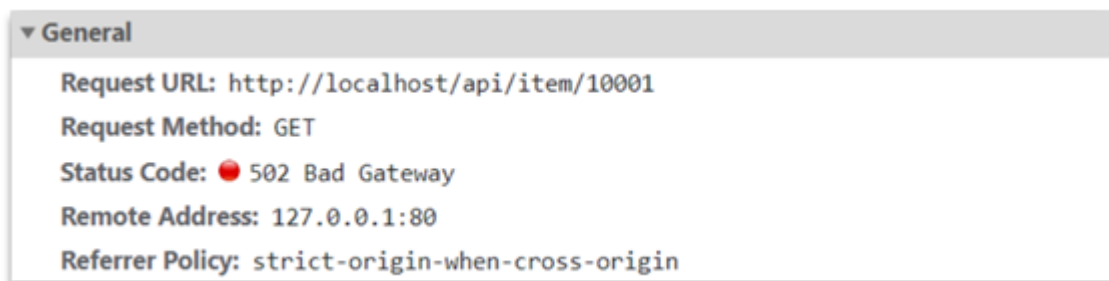 General
Request URL: http://localhost/api/item/10001
Request Method: GET
Status Code: 502 Bad Gateway
Remote Address: 127.0.0.1:80
Referrer Policy: strict-origin-when-cross-origin